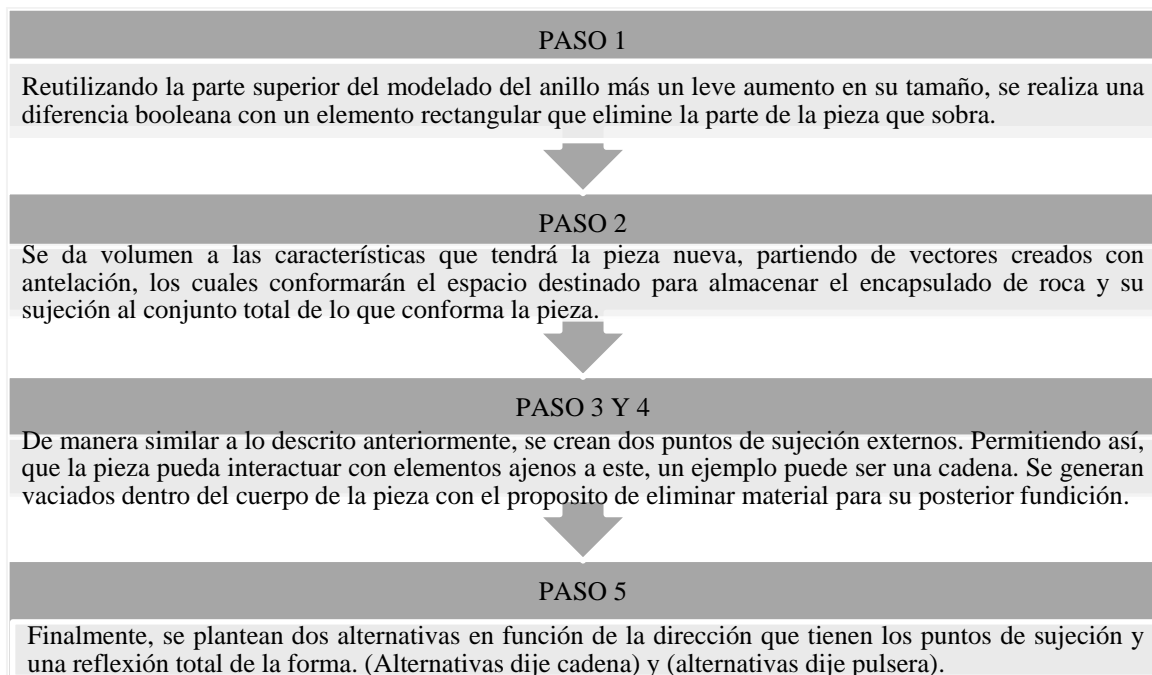 PASO 1
Reutilizando la parte superior del modelado del anillo más un leve aumento en su tamaño, se realiza una
diferencia booleana con un elemento rectangular que elimine la parte de la pieza que sobra.
PASO 2
Se da volumen a las características que tendrá la pieza nueva, partiendo de vectores creados con
antelación, los cuales conformarán el espacio destinado para almacenar el encapsulado de roca y su
sujeción al conjunto total de lo que conforma la pieza.
PASO 3 Y 4
De manera similar a lo descrito anteriormente, se crean dos puntos de sujeción externos. Permitiendo así,
que la pieza pueda interactuar con elementos ajenos a este, un ejemplo puede ser una cadena. Se generan
vaciados dentro del cuerpo de la pieza con el proposito de eliminar material para su posterior fundición.
PASO 5
Finalmente, se plantean dos alternativas en función de la dirección que tienen los puntos de sujeción y
una reflexión total de la forma. (Alternativas dije cadena) y (alternativas dije pulsera).